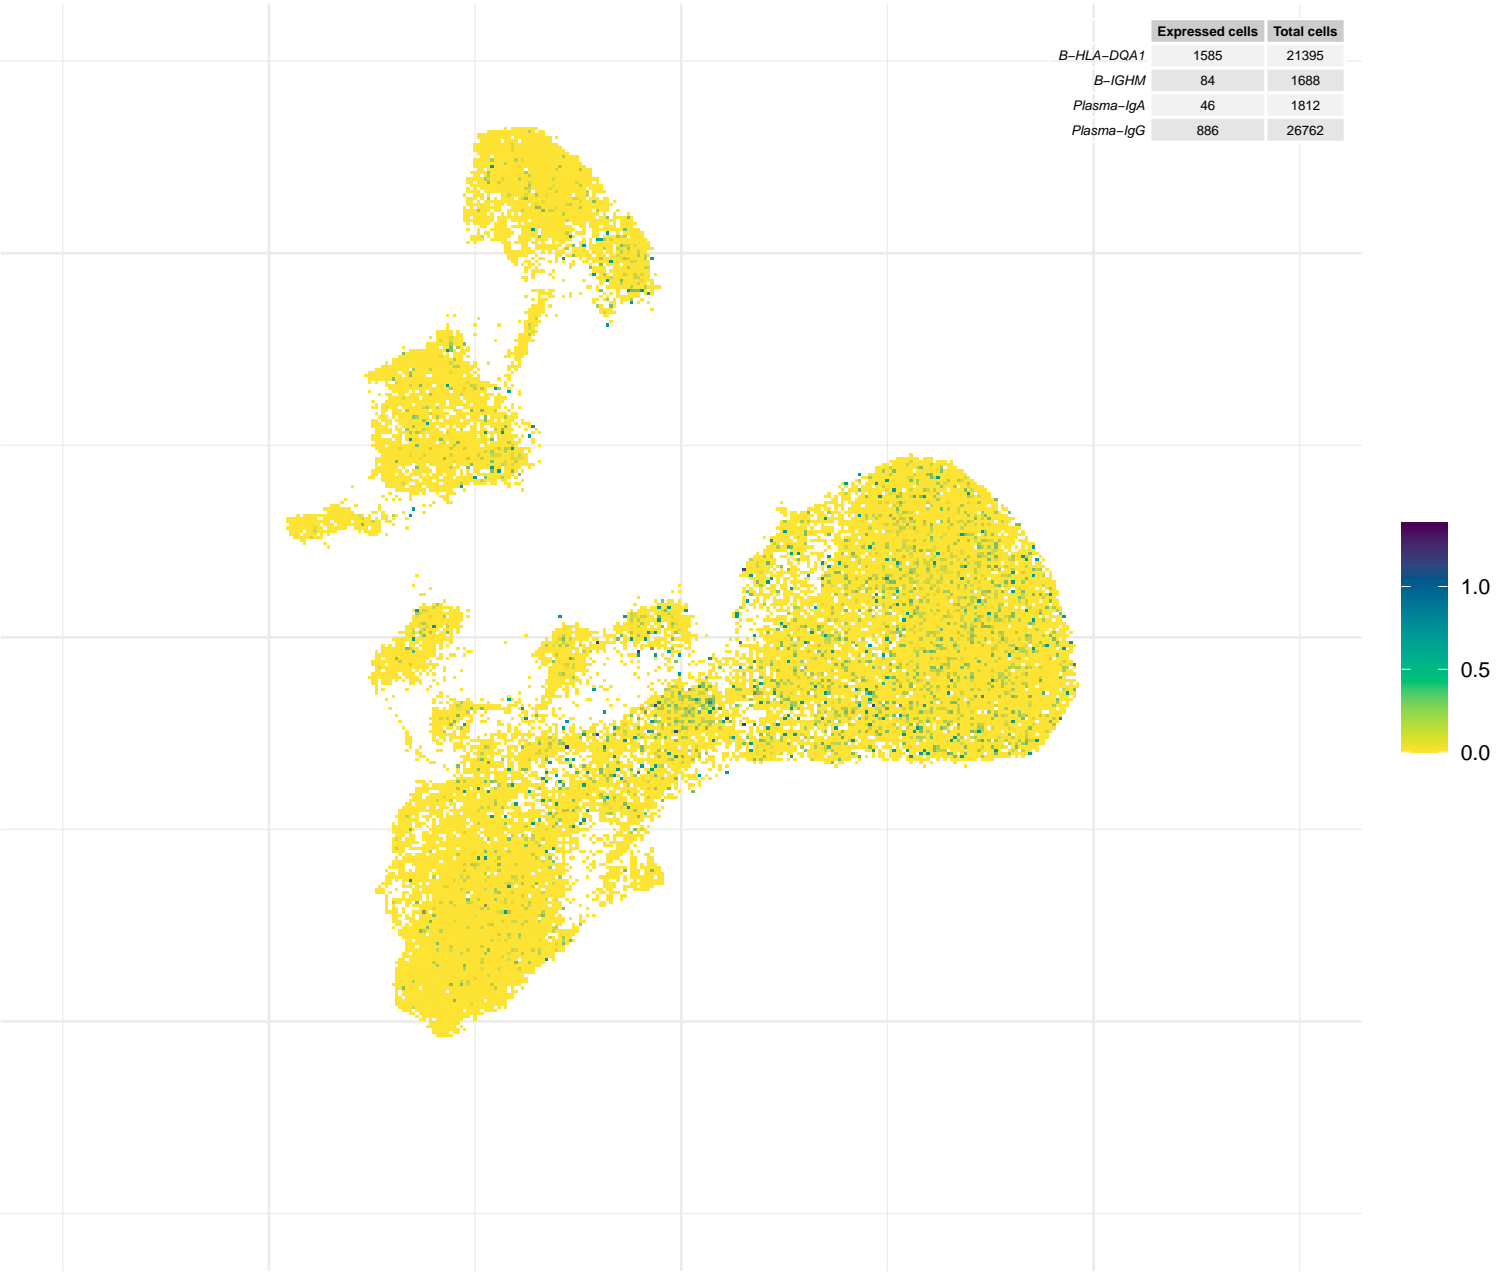 Expressed cells Total cells
B−HLA−DQA1 1585 21395
B−IGHM 84 1688
Plasma−IgA 46 1812
Plasma−IgG 886 26762
1.0
0.5
0.0